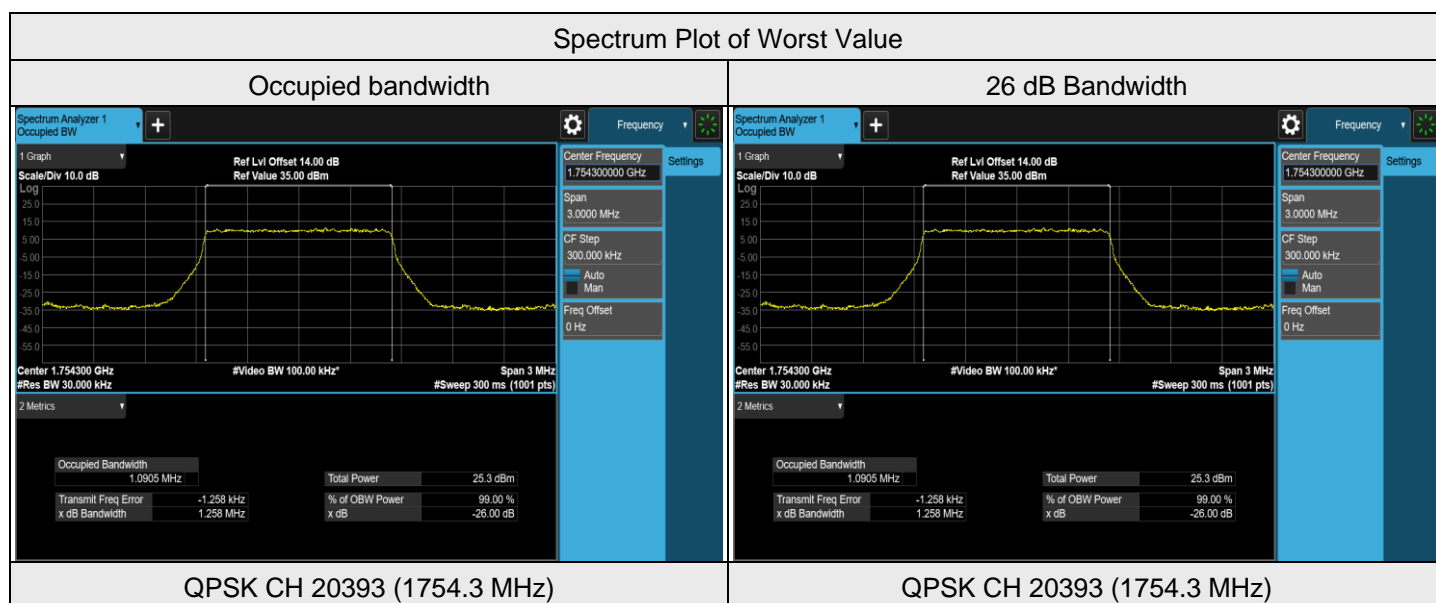 Spectrum Plot of Worst Value
Occupied bandwidth
26 dB Bandwidth
Spectrum Analyzer 1
Occupied BW
+
Frequency
1 Graph
Scale/Div 10.0 dB
Ref Lvl Offset 14.00 dB
Ref Value 35.00 dBm
Log
25.0
15.0
5.00
-5.00
-15.0
-25.0
-35.0
-45.0
-55.0
Center 1.754300 GHz
#Video BW 100.00 kHz*
Span 3 MHz
#Res BW 30.000 kHz
#Sweep 300 ms (1001 pts)
Center Frequency
1.754300000 GHz
Settings
Span
3.0000 MHz
CF Step
300.000 kHz
Auto
Man
Freq Offset
0 Hz
2 Metrics
Occupied Bandwidth
1.0905 MHz
Total Power 25.3 dBm
Transmit Freq Error -1.258 kHz
% of OBW Power 99.00 %
x dB Bandwidth 1.258 MHz
x dB -26.00 dB
Spectrum Analyzer 1
Occupied BW
+
Frequency
1 Graph
Scale/Div 10.0 dB
Ref Lvl Offset 14.00 dB
Ref Value 35.00 dBm
Log
25.0
15.0
5.00
-5.00
-15.0
-25.0
-35.0
-45.0
-55.0
Center 1.754300 GHz
#Video BW 100.00 kHz*
Span 3 MHz
#Res BW 30.000 kHz
#Sweep 300 ms (1001 pts)
Center Frequency
1.754300000 GHz
Settings
Span
3.0000 MHz
CF Step
300.000 kHz
Auto
Man
Freq Offset
0 Hz
2 Metrics
Occupied Bandwidth
1.0905 MHz
Total Power 25.3 dBm
Transmit Freq Error -1.258 kHz
% of OBW Power 99.00 %
x dB Bandwidth 1.258 MHz
x dB -26.00 dB
QPSK CH 20393 (1754.3 MHz)
QPSK CH 20393 (1754.3 MHz)